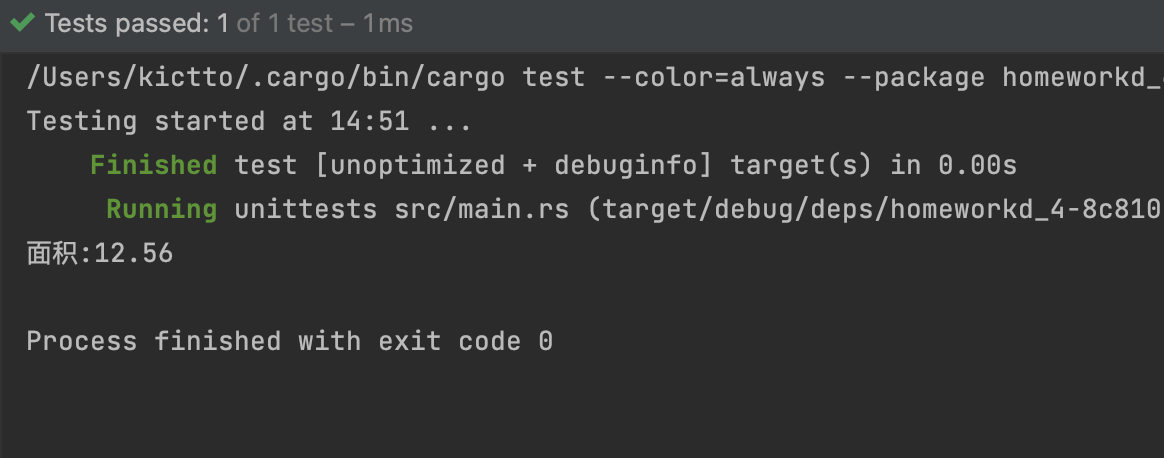 Tests passed: 1 of 1 test – 1ms
/Users/kictto/.cargo/bin/cargo test --color=always --package homeworkd_
Testing started at 14:51 ...
Finished test [unoptimized + debuginfo] target(s) in 0.00s
Running unittests src/main.rs (target/debug/deps/homeworkd_4-8c810
面积:12.56
Process finished with exit code 0